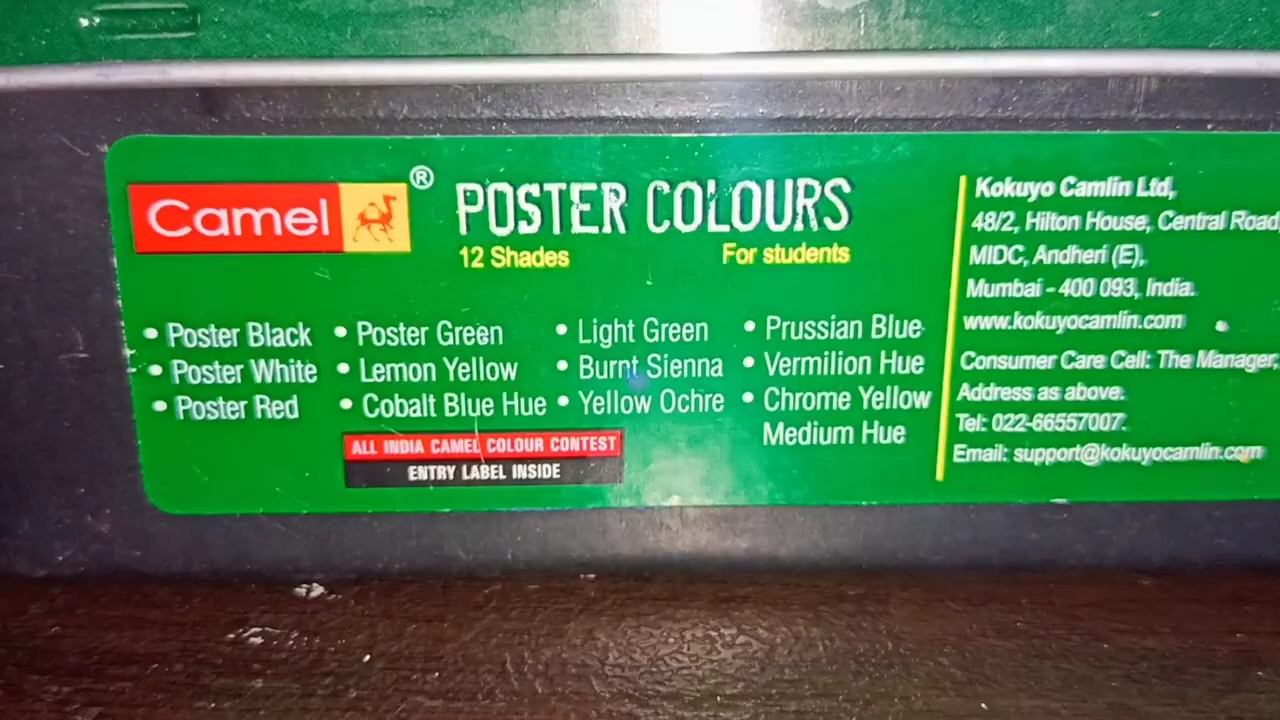 Camel ®
POSTER COLOURS
12 Shades For students
• Poster Black
• Poster White
• Poster Red
• Poster Green
• Lemon Yellow
• Cobalt Blue Hue
• Light Green
• Burnt Sienna
• Yellow Ochre
• Prussian Blue
• Vermilion Hue
• Chrome Yellow
Medium Hue
ALL INDIA CAMEL COLOUR CONTEST
ENTRY LABEL INSIDE
Kokuyo Camlin Ltd,
48/2, Hilton House, Central Road,
MIDC, Andheri (E),
Mumbai - 400 093, India.
www.kokuyocamlin.com
Consumer Care Cell: The Manager,
Address as above.
Tel: 022-66557007.
Email: support@kokuyocamlin.com